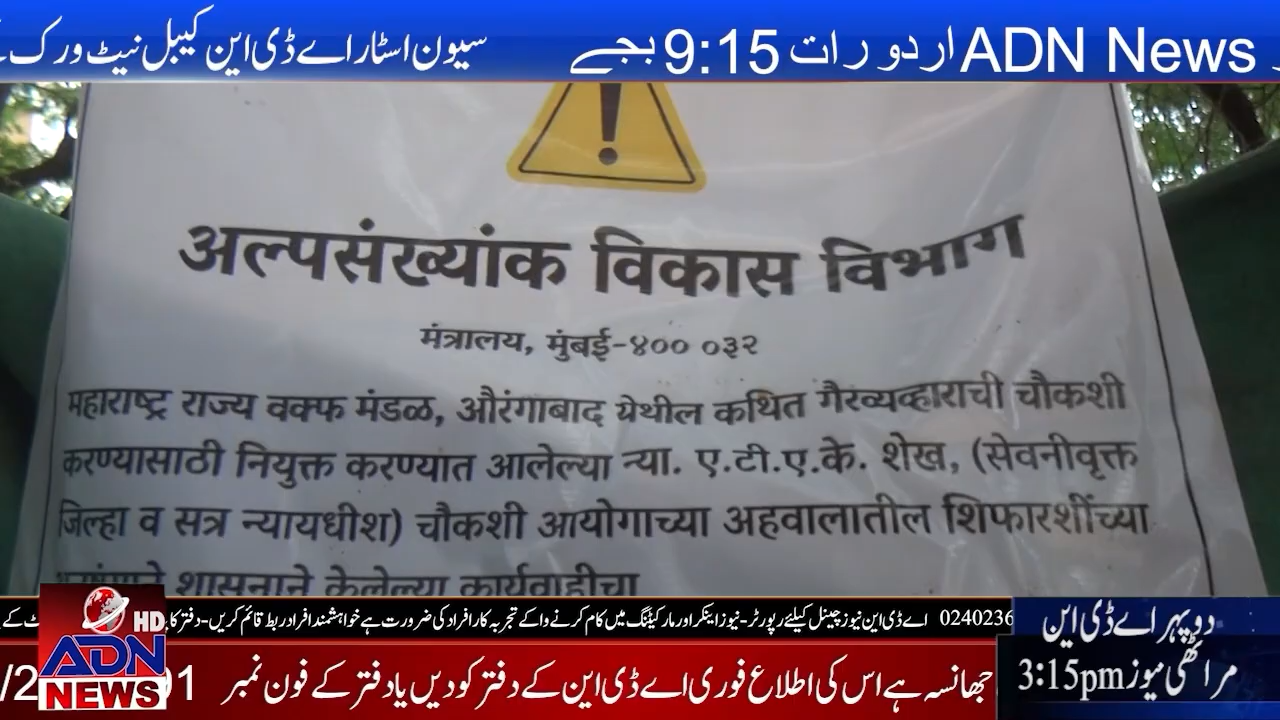 ADN News اردو رات 9:15 بجے سیون اسٹار اے ڈی این کیبل نیٹ ورک
अल्पसंख्यांक विकास विभाग
मंत्रालय, मुंबई-४०० ०३२
महाराष्ट्र राज्य वक्फ मंडळ, औरंगाबाद येथील कथित गैरव्यव्हाराची चौकशी
करण्यासाठी नियुक्त करण्यात आलेल्या न्या. ए.टी.ए.के. शेख, (सेवनीवृक्त
जिल्हा व सत्र न्यायधीश) चौकशी आयोगाच्या अहवालातील शिफारशींच्या
शासनाने केलेल्या कार्यवाहीचा
0240236 اے ڈی این نیوز چینل کیلئے رپورٹر-نیوز اینکر اور مارکیٹنگ میں کام کرنے والے تجربہ کار افراد کی ضرورت ہے خواہشمند افراد ربط قائم کریں-دفتر کا
HD
ADN
NEWS
جھانسہ ہے اس کی اطلاع فوری اے ڈی این کے دفتر کو دیں یا دفتر کے فون نمبر
دوپہر اے ڈی این
مراٹھی نیوز 3:15pm